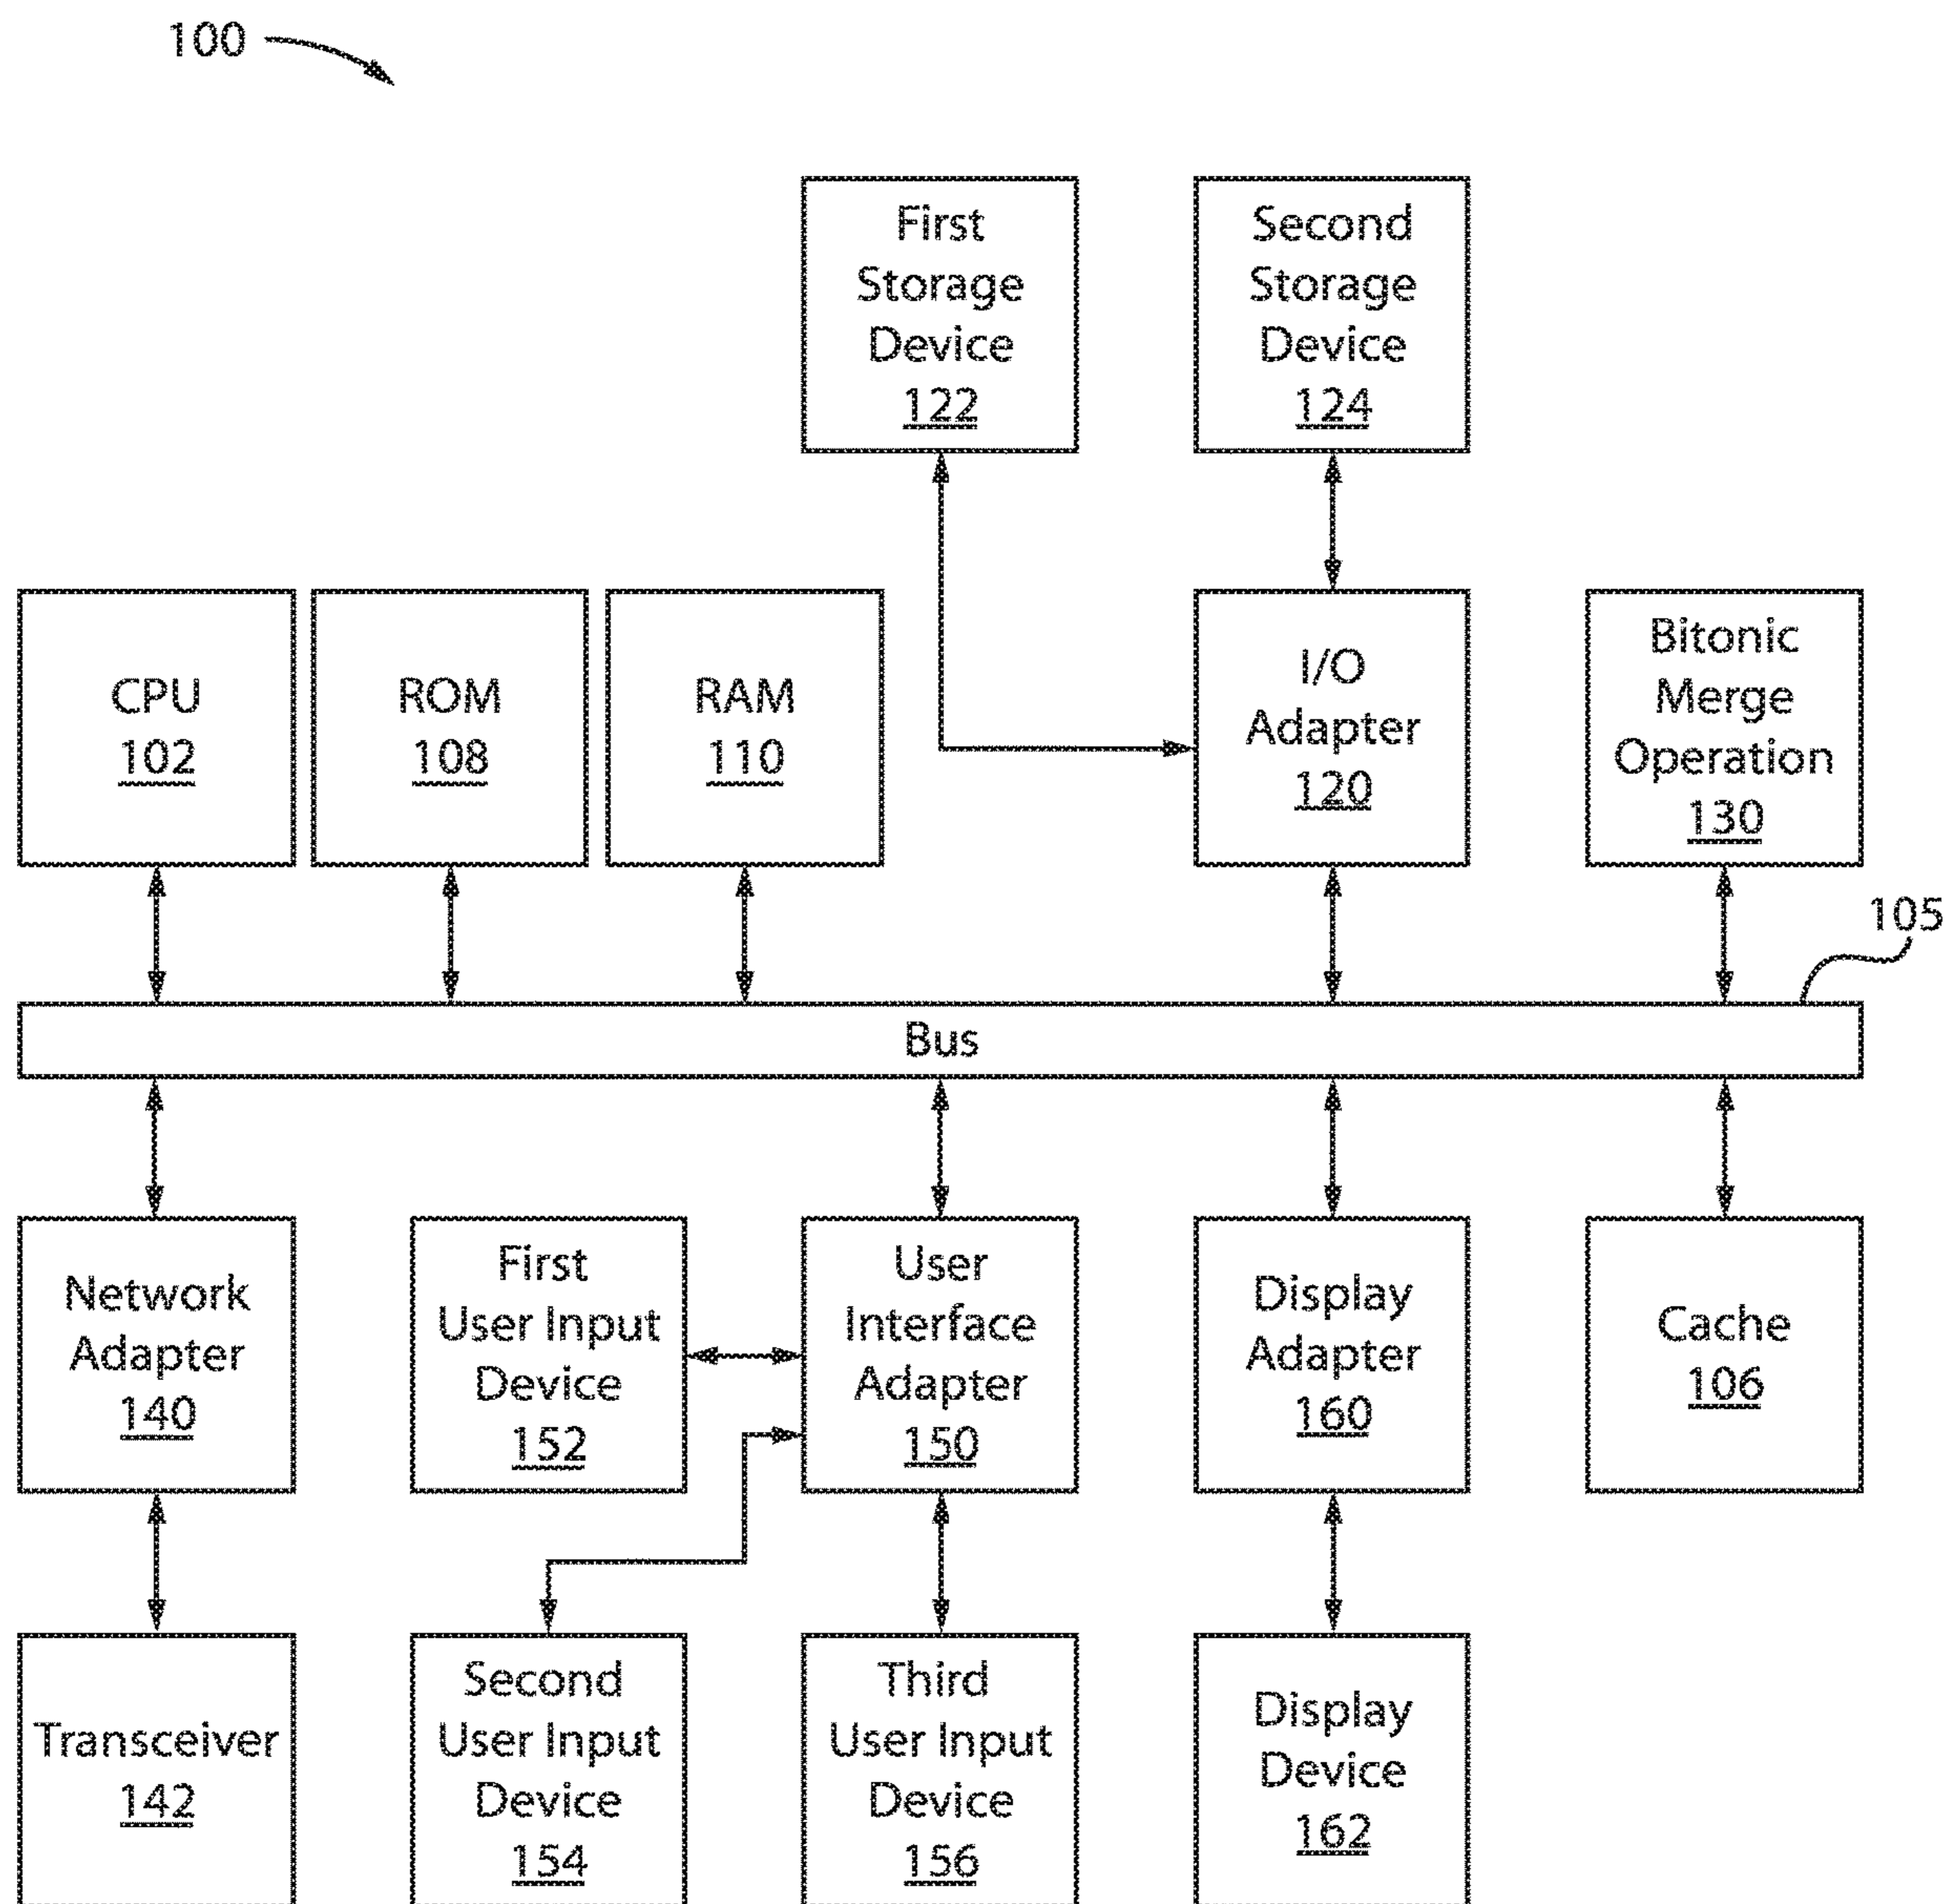 100
First
Storage
Device
122
Second
Storage
Device
124
CPU
102
ROM
108
RAM
110
I/O
Adapter
120
Bitonic
Merge
Operation
130
105
Bus
Network
Adapter
140
First
User Input
Device
152
User
Interface
Adapter
150
Display
Adapter
160
Cache
106
Transceiver
142
Second
User Input
Device
154
Third
User Input
Device
156
Display
Device
162